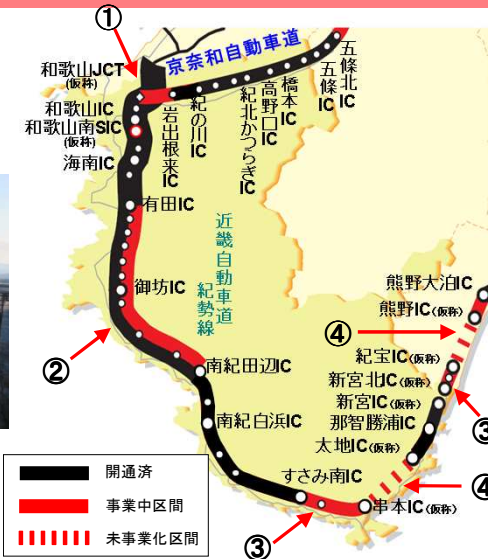 ①
京奈和自動車道
和歌山JCT
(仮称)
和歌山IC
和歌山南SIC
(仮称)
海南IC
岩出根来IC
紀の川IC
紀北かつらぎIC
高野口IC
橋本IC
五條IC
五條北IC
有田IC
近畿自動車道
紀勢線
御坊IC
②
南紀田辺IC
南紀白浜IC
すさみ南IC
③
串本IC(仮称)
④
太地IC(仮称)
那智勝浦IC
新宮IC(仮称)
新宮北IC(仮称)
紀宝IC(仮称)
③
④
熊野IC(仮称)
熊野大泊IC
開通済
事業中区間
未事業化区間